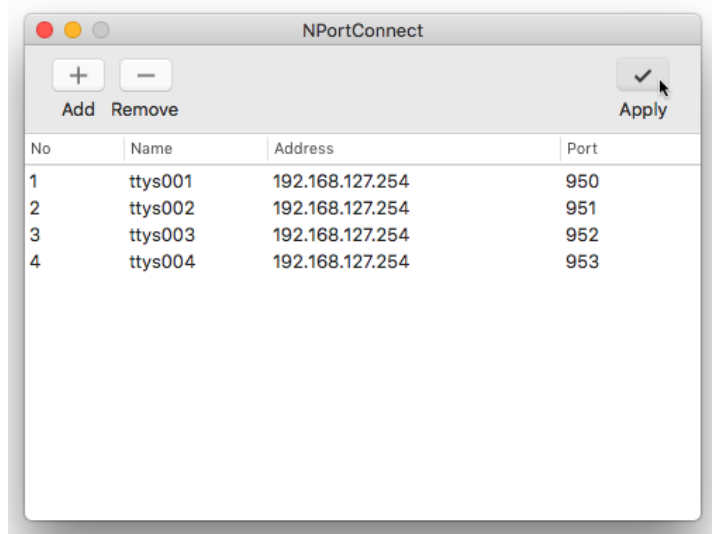 NPortConnect
Add Remove Apply
No Name Address Port
1 ttys001 192.168.127.254 950
2 ttys002 192.168.127.254 951
3 ttys003 192.168.127.254 952
4 ttys004 192.168.127.254 953